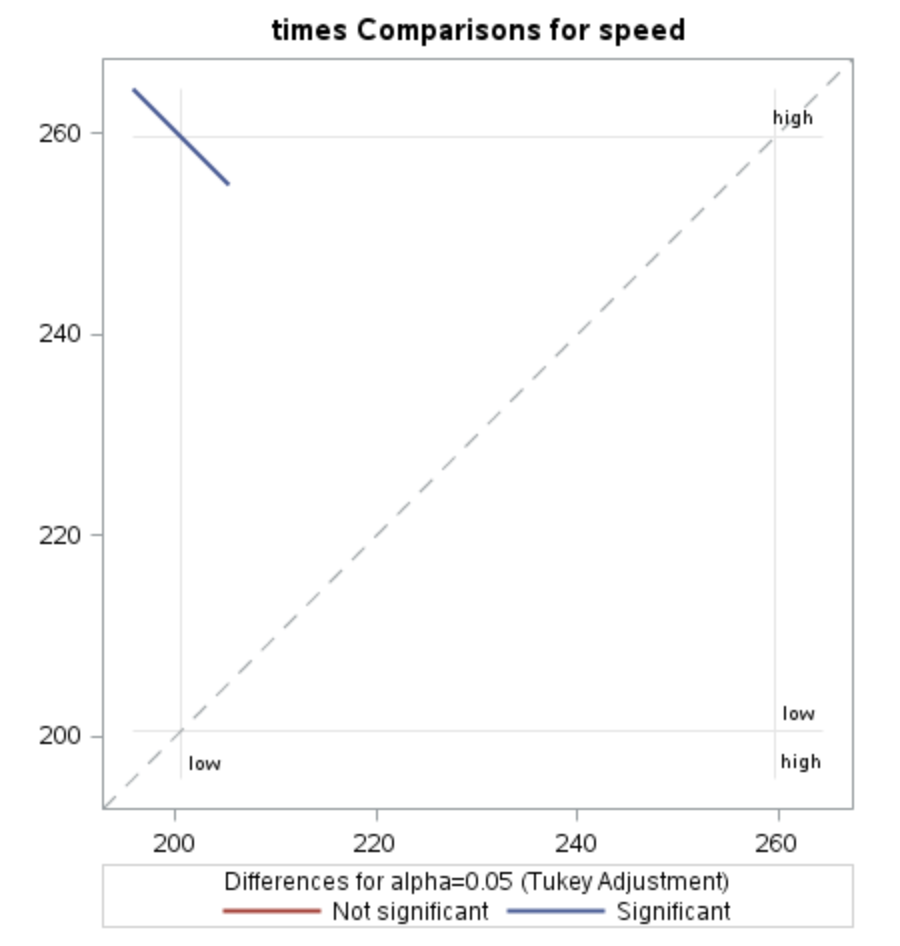 times Comparisons for speed
high
260
240
220
low
200
low
high
200 220 240 260
Differences for alpha=0.05 (Tukey Adjustment)
Not significant Significant